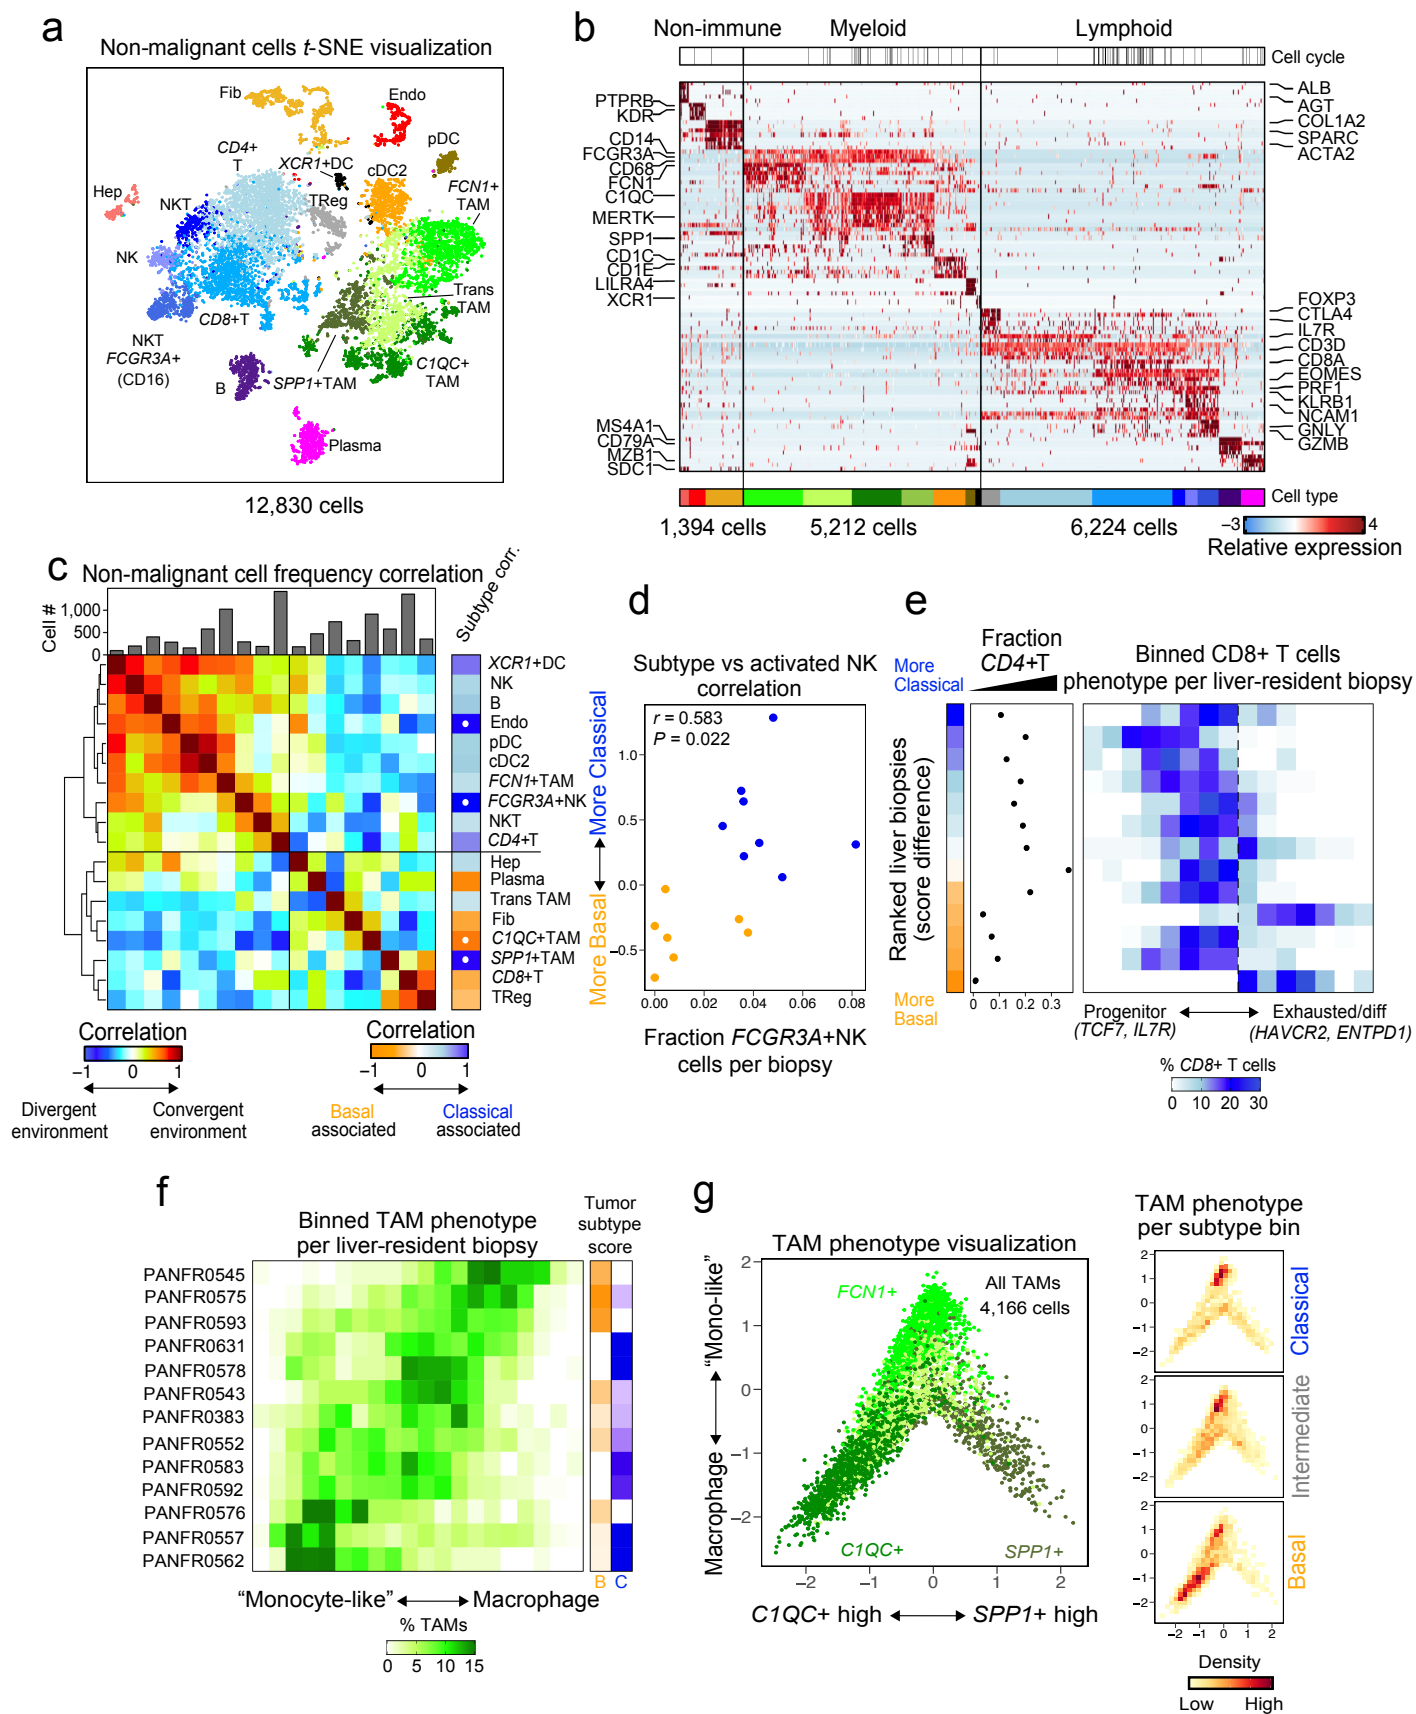 a
Non-malignant cells t-SNE visualization
Fib
Endo
pDC
CD4+
T
XCR1+DC
cDC2
Hep
TReg
FCN1+
TAM
NKT
NK
Trans
TAM
CD8+T
NKT
FCGR3A+
(CD16)
B
SPP1+TAM
C1QC+
TAM
Plasma
12,830 cells
b
Non-immune Myeloid Lymphoid
Cell cycle
PTPRB
KDR
CD14
FCGR3A
CD68
FCN1
C1QC
MERTK
SPP1
CD1C
CD1E
LILRA4
XCR1
MS4A1
CD79A
MZB1
SDC1
ALB
AGT
COL1A2
SPARC
ACTA2
FOXP3
CTLA4
IL7R
CD3D
CD8A
EOMES
PRF1
KLRB1
NCAM1
GNLY
GZMB
Cell type
1,394 cells 5,212 cells 6,224 cells
−3 4
Relative expression
c
Non-malignant cell frequency correlation
Subtype corr.
Cell #
1,000
500
0
XCR1+DC
NK
B
Endo
pDC
cDC2
FCN1+TAM
FCGR3A+NK
NKT
CD4+T
Hep
Plasma
Trans TAM
Fib
C1QC+TAM
SPP1+TAM
CD8+T
TReg
Correlation
−1 0 1
Divergent environment
Convergent environment
Correlation
−1 0 1
Basal associated
Classical associated
d
Subtype vs activated NK
correlation
r = 0.583
P = 0.022
More Classical
More Basal
1.0
0.5
0.0
−0.5
0.00 0.02 0.04 0.06 0.08
Fraction FCGR3A+NK
cells per biopsy
e
More
Classical
Fraction
CD4+T
Binned CD8+ T cells
phenotype per liver-resident biopsy
Ranked liver biopsies
(score difference)
More
Basal
0 0.1 0.2 0.3
Progenitor
(TCF7, IL7R)
Exhausted/diff
(HAVCR2, ENTPD1)
% CD8+ T cells
0 10 20 30
f
Binned TAM phenotype
per liver-resident biopsy
Tumor
subtype
score
PANFR0545
PANFR0575
PANFR0593
PANFR0631
PANFR0578
PANFR0543
PANFR0383
PANFR0552
PANFR0583
PANFR0592
PANFR0576
PANFR0557
PANFR0562
B C
“Monocyte-like” Macrophage
% TAMs
0 5 10 15
g
TAM phenotype visualization
FCN1+
All TAMs
4,166 cells
C1QC+
SPP1+
Macrophage
“Mono-like”
2
1
0
−1
−2
−2 −1 0 1 2
C1QC+ high SPP1+ high
TAM phenotype
per subtype bin
2
1
0
−1
−2
Classical
2
1
0
−1
−2
Intermediate
2
1
0
−1
−2
Basal
−2 −1 0 1 2
Density
Low High